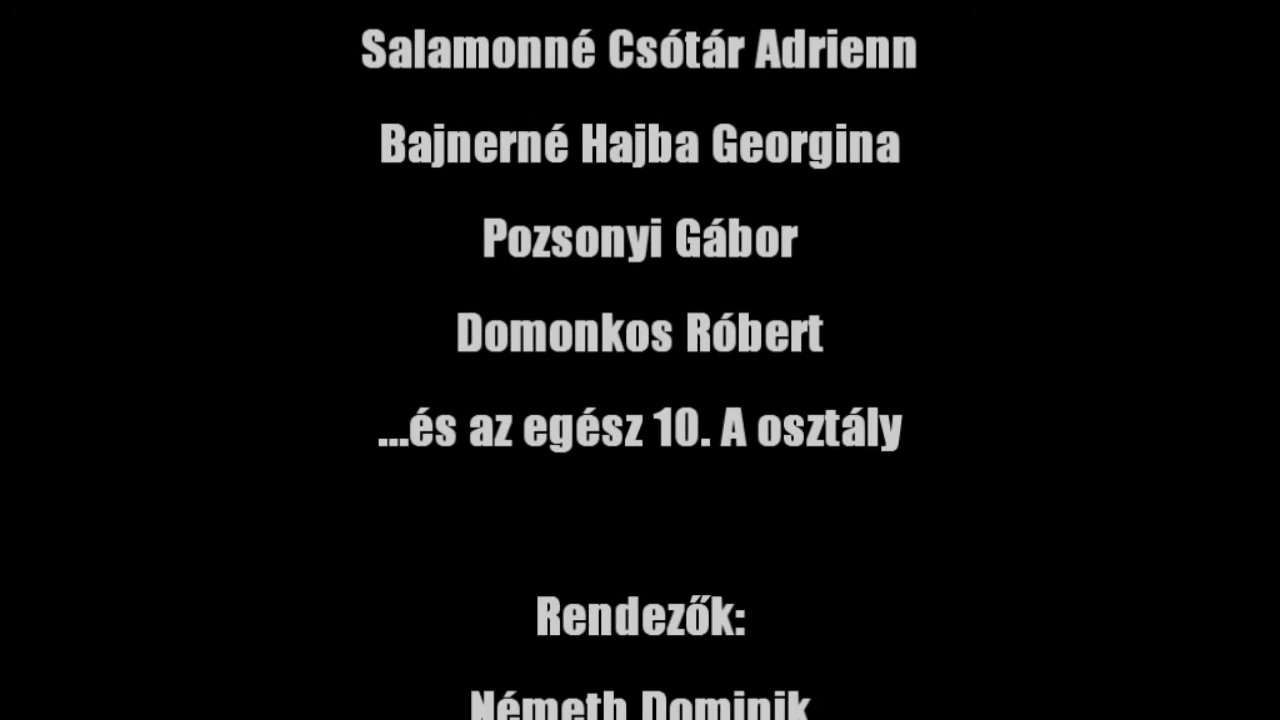 Salamonné Csótár Adrienn
Bajnerné Hajba Georgina
Pozsonyi Gábor
Domonkos Róbert
...és az egész 10. A osztály
Rendezők:
Németh Dominik